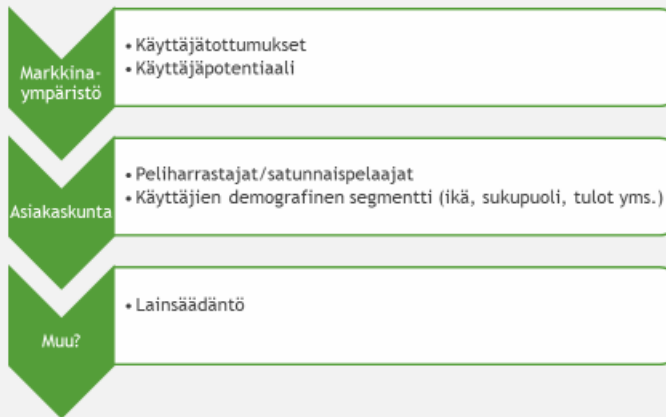 Markkina-
ympäristö
• Käyttäjätottumukset
• Käyttäjäpotentiaali
Asiakaskunta
• Peliharrastajat/satunnaispelaajat
• Käyttäjien demografinen segmentti (ikä, sukupuoli, tulot yms.)
Muu?
• Lainsäädäntö